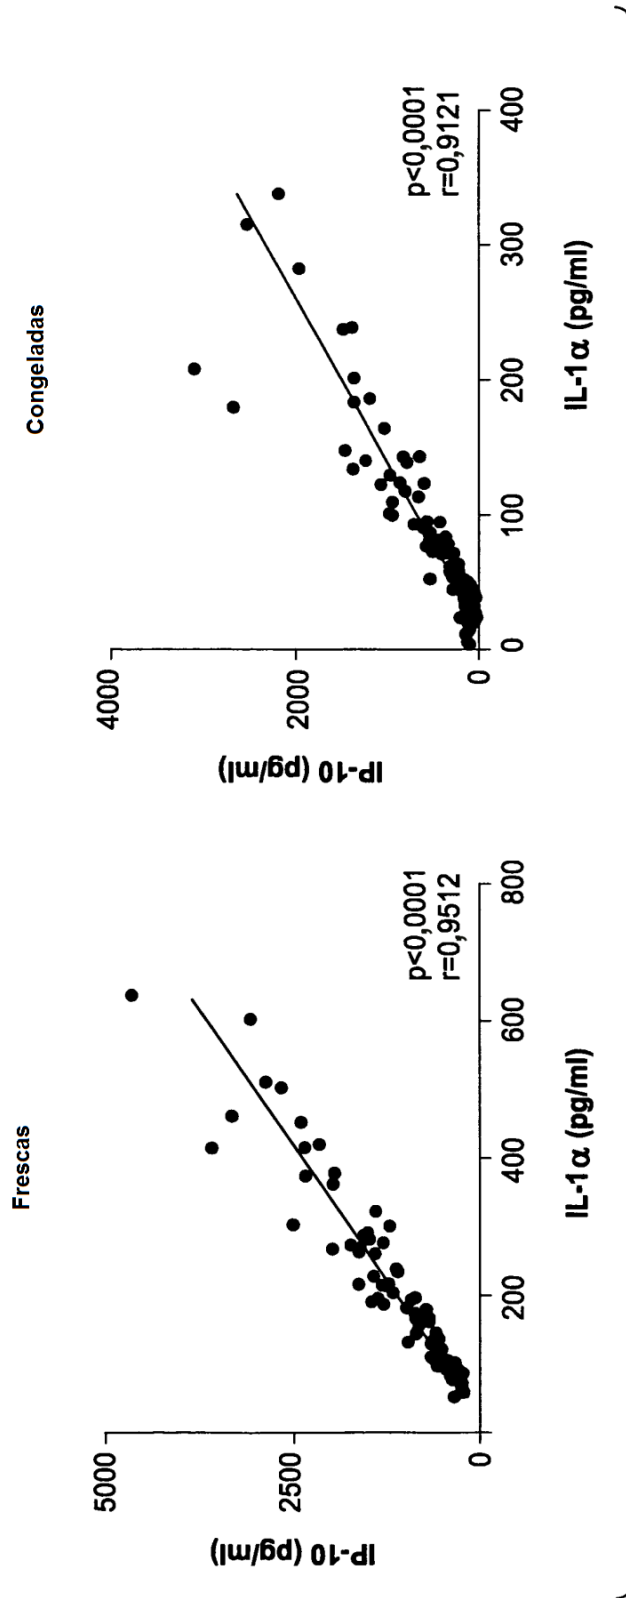 Frescas
5000
2500
0
IP-10 (pg/ml)
200
400
600
800
IL-1α (pg/ml)
p<0,0001
r=0,9512
Congeladas
4000
2000
0
IP-10 (pg/ml)
0
100
200
300
400
IL-1α (pg/ml)
p<0,0001
r=0,9121